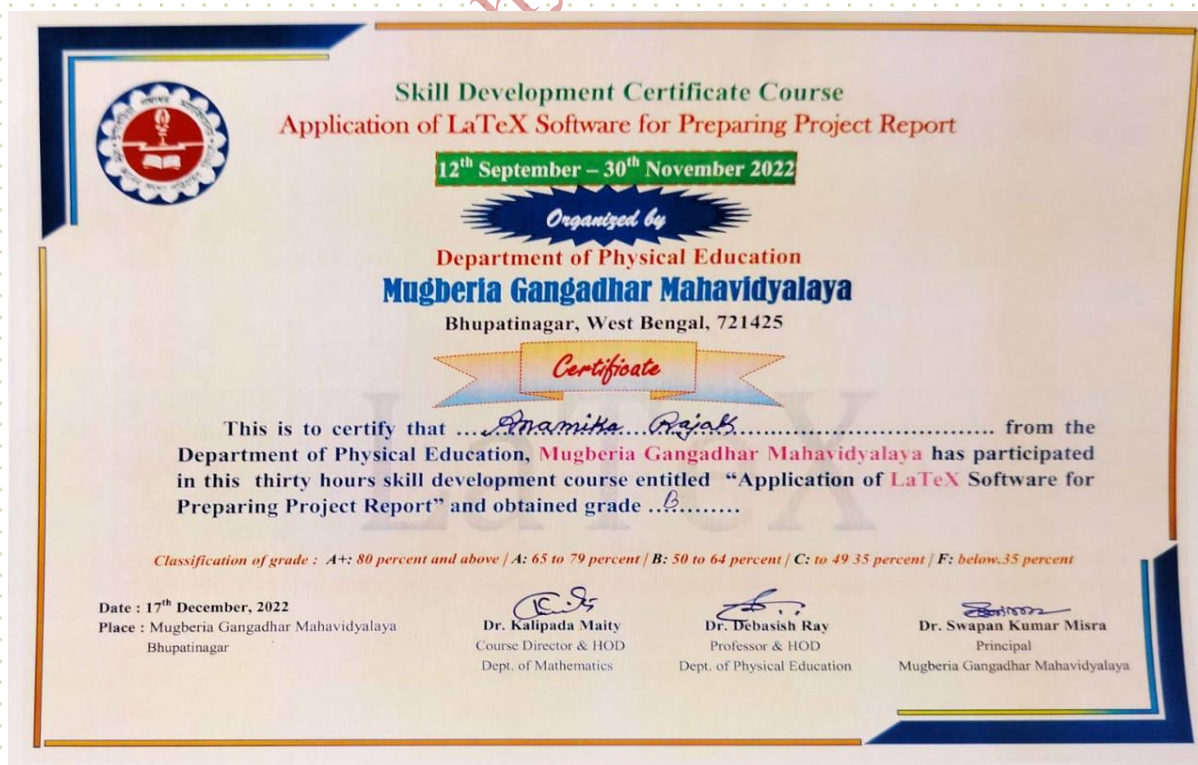 Skill Development Certificate Course
Application of LaTeX Software for Preparing Project Report
12th September – 30th November 2022
Organized by
Department of Physical Education
Mugberia Gangadhar Mahavidyalaya
Bhupatinagar, West Bengal, 721425
Certificate
LaTeX
This is to certify that ....Anamika...Rajak.................................... from the
Department of Physical Education, Mugberia Gangadhar Mahavidyalaya has participated
in this thirty hours skill development course entitled “Application of LaTeX Software for
Preparing Project Report” and obtained grade ..B.........
Classification of grade : A+: 80 percent and above | A: 65 to 79 percent | B: 50 to 64 percent | C: to 49 35 percent | F: below.35 percent
Date : 17th December, 2022
Place : Mugberia Gangadhar Mahavidyalaya
Bhupatinagar
Dr. Kalipada Maity
Course Director & HOD
Dept. of Mathematics
Dr. Debasish Ray
Professor & HOD
Dept. of Physical Education
Dr. Swapan Kumar Misra
Principal
Mugberia Gangadhar Mahavidyalaya